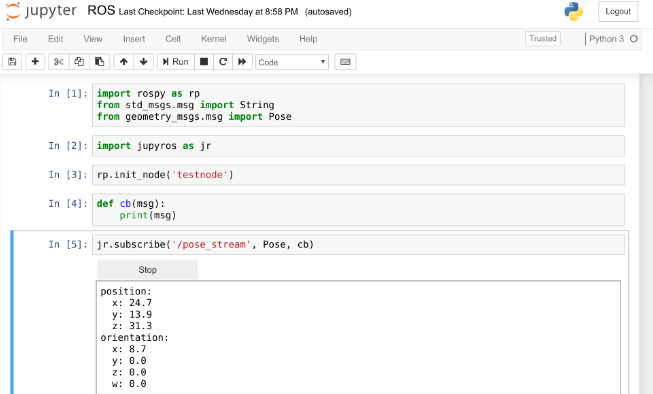 jupyter ROS Last Checkpoint: Last Wednesday at 8:58 PM (autosaved) Logout
File Edit View Insert Cell Kernel Widgets Help Trusted Python 3
Run Code
In [1]: import rospy as rp
from std_msgs.msg import String
from geometry_msgs.msg import Pose
In [2]: import jupyros as jr
In [3]: rp.init_node('testnode')
In [4]: def cb(msg):
    print(msg)
In [5]: jr.subscribe('/pose_stream', Pose, cb)
Stop
position:
  x: 24.7
  y: 13.9
  z: 31.3
orientation:
  x: 8.7
  y: 0.0
  z: 0.0
  w: 0.0